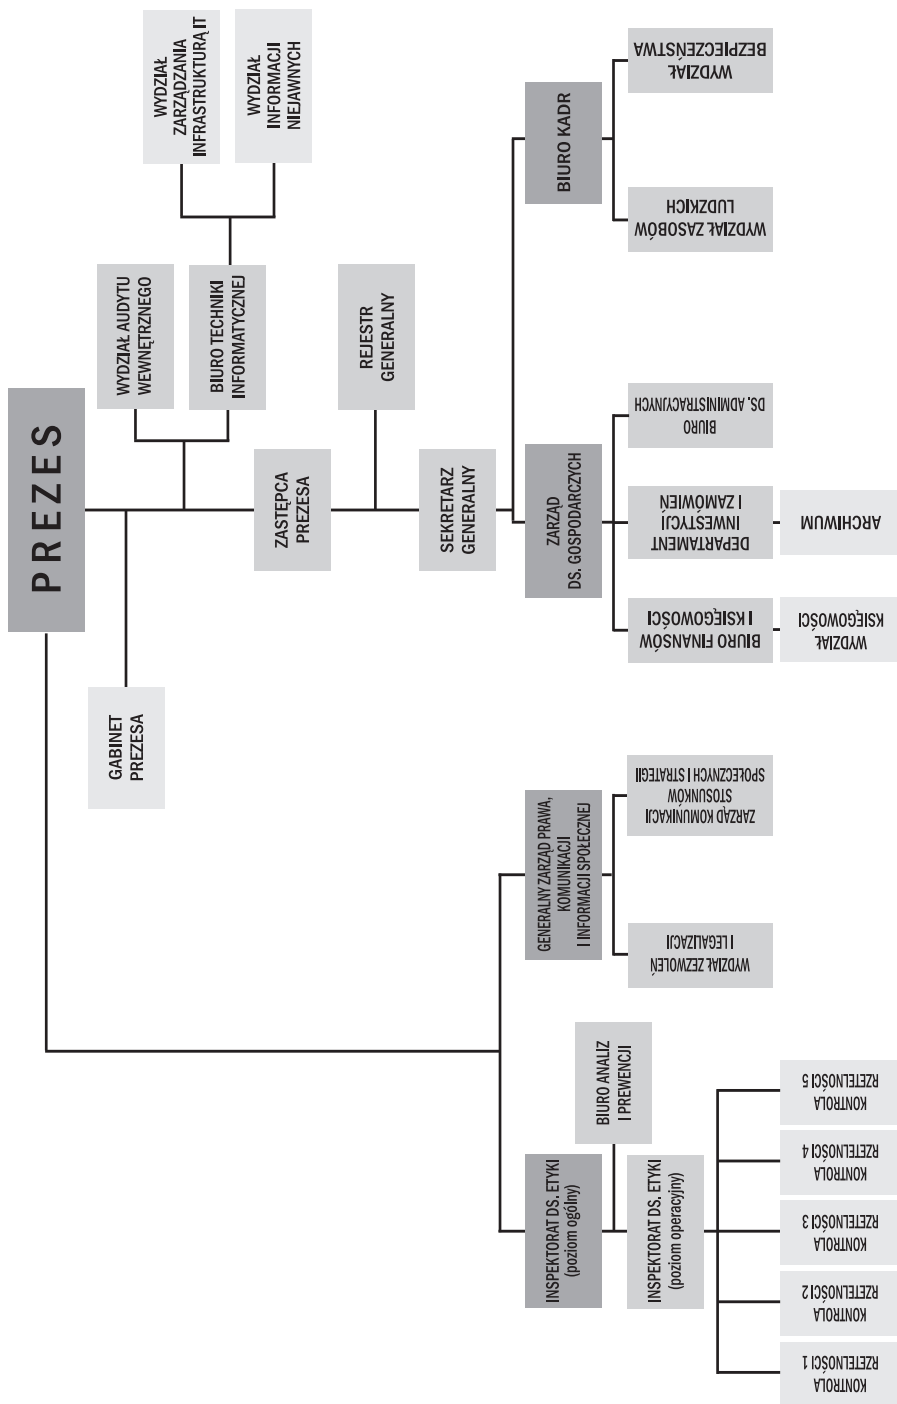 PREZES
GABINET
PREZESA
WYDZIAŁ AUDYTU
WEWNĘTRZNEGO
BIURO TECHNIKI
INFORMATYCZNEJ
WYDZIAŁ
ZARZĄDZANIA
INFRASTRUKTURĄ IT
WYDZIAŁ
INFORMACJI
NIEJAWNYCH
ZASTĘPCA
PREZESA
REJESTR
GENERALNY
SEKRETARZ
GENERALNY
INSPEKTORAT DS. ETYKI
(poziom ogólny)
GENERALNY ZARZĄD PRAWA,
KOMUNIKACJI
I INFORMACJI SPOŁECZNEJ
ZARZĄD
DS. GOSPODARCZYCH
BIURO KADR
BIURO ANALIZ
I PREWENCJI
INSPEKTORAT DS. ETYKI
(poziom operacyjny)
WYDZIAŁ ZEZWOLEŃ
I LEGALIZACJI
ZARZĄD KOMUNIKACJI
STOSUNKÓW
SPOŁECZNYCH I STRATEGII
BIURO FINANSÓW
I KSIĘGOWOŚCI
DEPARTAMENT
INWESTYCJI
I ZAMÓWIEŃ
BIURO
DS. ADMINISTRACYJNYCH
WYDZIAŁ ZASOBÓW
LUDZKICH
WYDZIAŁ
BEZPIECZEŃSTWA
KONTROLA
RZETELNOŚCI 1
KONTROLA
RZETELNOŚCI 2
KONTROLA
RZETELNOŚCI 3
KONTROLA
RZETELNOŚCI 4
KONTROLA
RZETELNOŚCI 5
WYDZIAŁ
KSIĘGOWOŚCI
ARCHIWUM